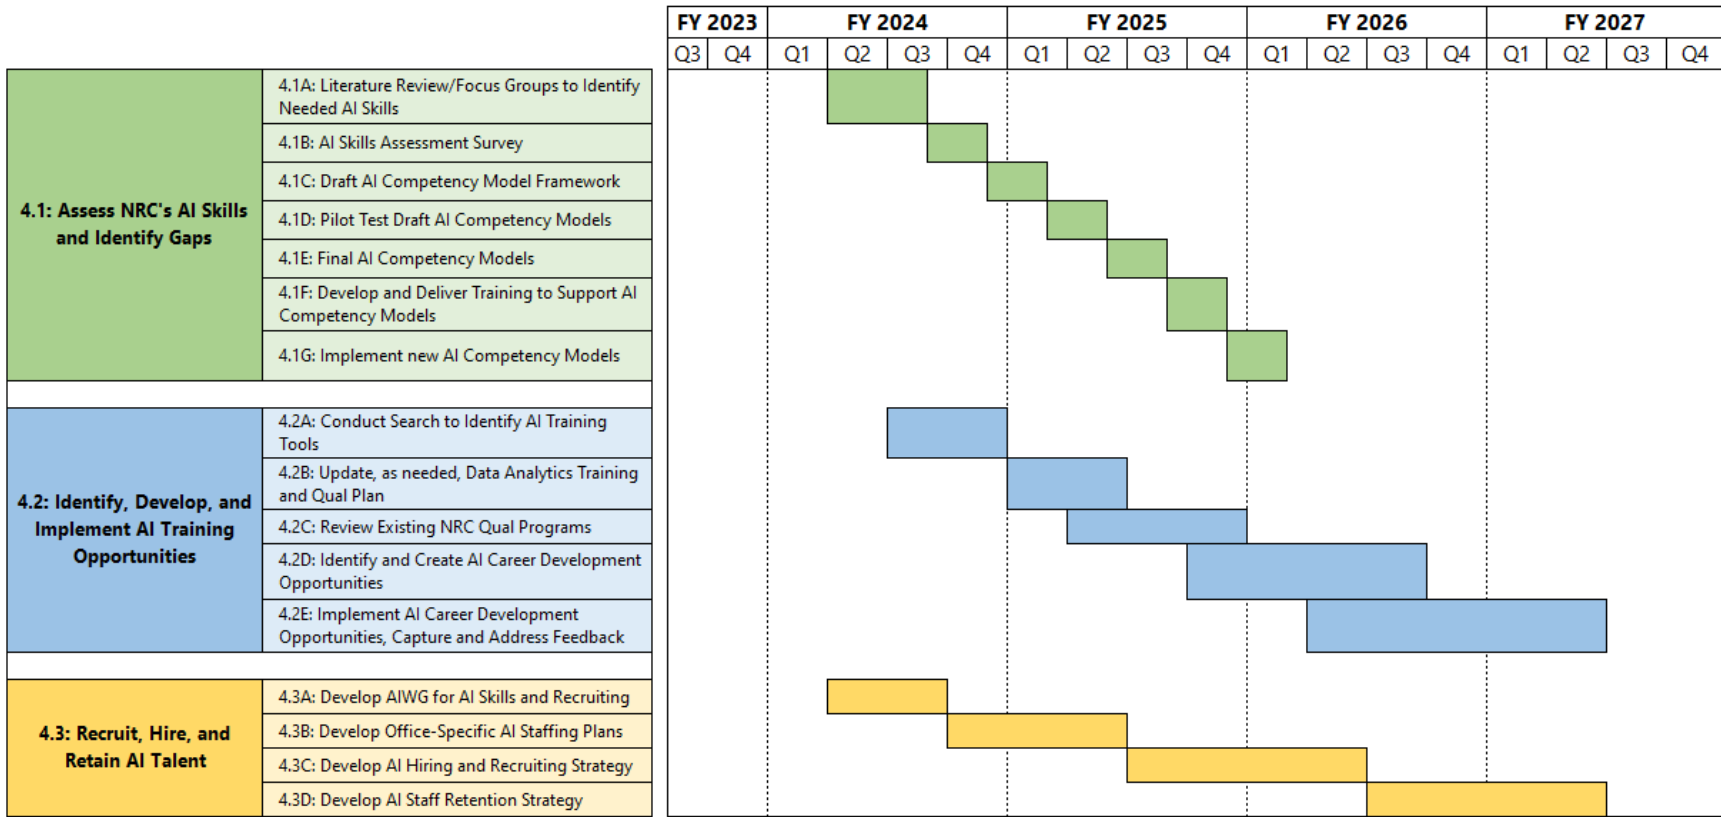 FY 2023 FY 2024 FY 2025 FY 2026 FY 2027
Q3 Q4 Q1 Q2 Q3 Q4 Q1 Q2 Q3 Q4 Q1 Q2 Q3 Q4 Q1 Q2 Q3 Q4
4.1: Assess NRC's AI Skills
and Identify Gaps
4.1A: Literature Review/Focus Groups to Identify
Needed AI Skills
4.1B: AI Skills Assessment Survey
4.1C: Draft AI Competency Model Framework
4.1D: Pilot Test Draft AI Competency Models
4.1E: Final AI Competency Models
4.1F: Develop and Deliver Training to Support AI
Competency Models
4.1G: Implement new AI Competency Models
4.2: Identify, Develop, and
Implement AI Training
Opportunities
4.2A: Conduct Search to Identify AI Training
Tools
4.2B: Update, as needed, Data Analytics Training
and Qual Plan
4.2C: Review Existing NRC Qual Programs
4.2D: Identify and Create AI Career Development
Opportunities
4.2E: Implement AI Career Development
Opportunities, Capture and Address Feedback
4.3: Recruit, Hire, and
Retain AI Talent
4.3A: Develop AIWG for AI Skills and Recruiting
4.3B: Develop Office-Specific AI Staffing Plans
4.3C: Develop AI Hiring and Recruiting Strategy
4.3D: Develop AI Staff Retention Strategy